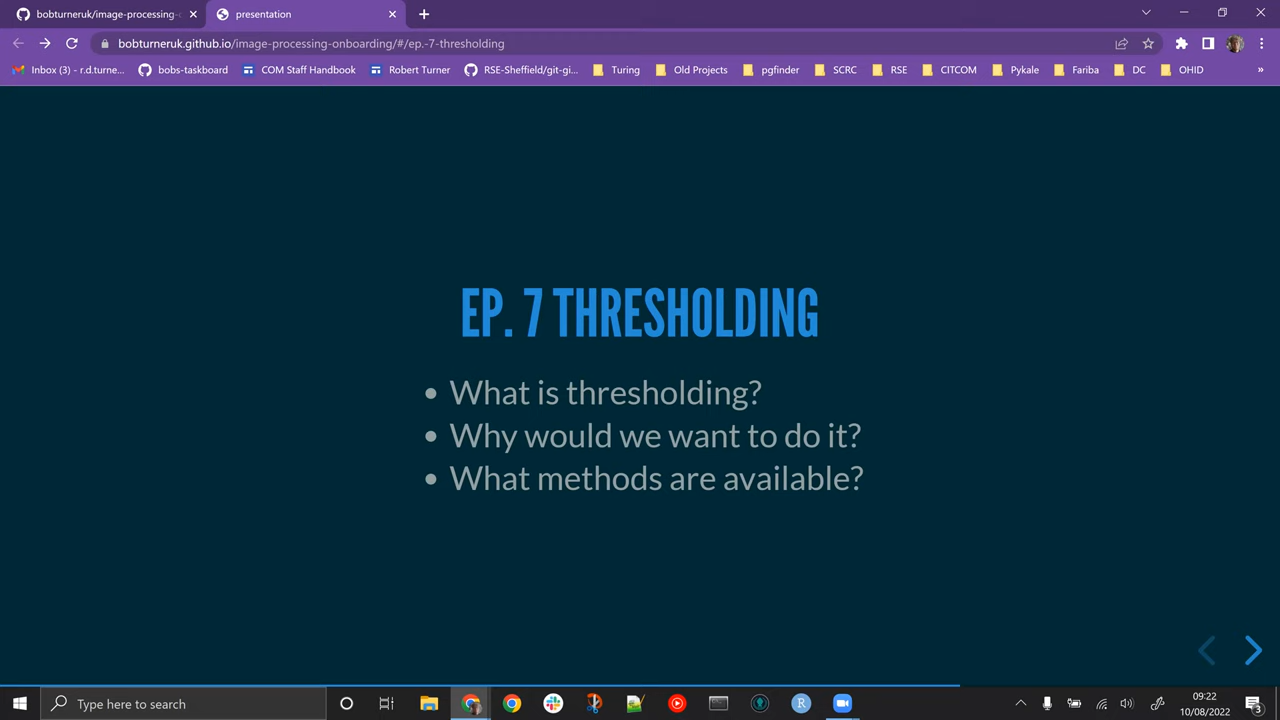 bobturneruk/image-processing-
presentation
bobturneruk.github.io/image-processing-onboarding/#/ep.-7-thresholding
Inbox (3) - r.d.turne...
bobs-taskboard
COM Staff Handbook
Robert Turner
RSE-Sheffield/git-gi...
Turing
Old Projects
pgfinder
SCRC
RSE
CITCOM
Pykale
Fariba
DC
OHID
»
EP. 7 THRESHOLDING
• What is thresholding?
• Why would we want to do it?
• What methods are available?
Type here to search
09:22
10/08/2022
3